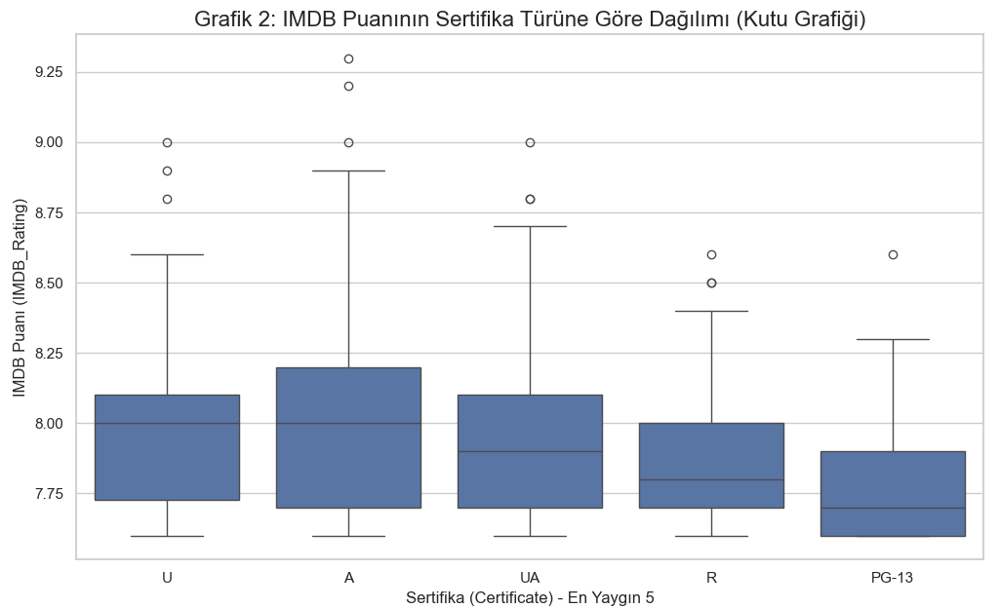 Grafik 2: IMDB Puanının Sertifika Türüne Göre Dağılımı (Kutu Grafiği)
IMDB Puanı (IMDB_Rating)
9.25
9.00
8.75
8.50
8.25
8.00
7.75
U A UA R PG-13
Sertifika (Certificate) - En Yaygın 5